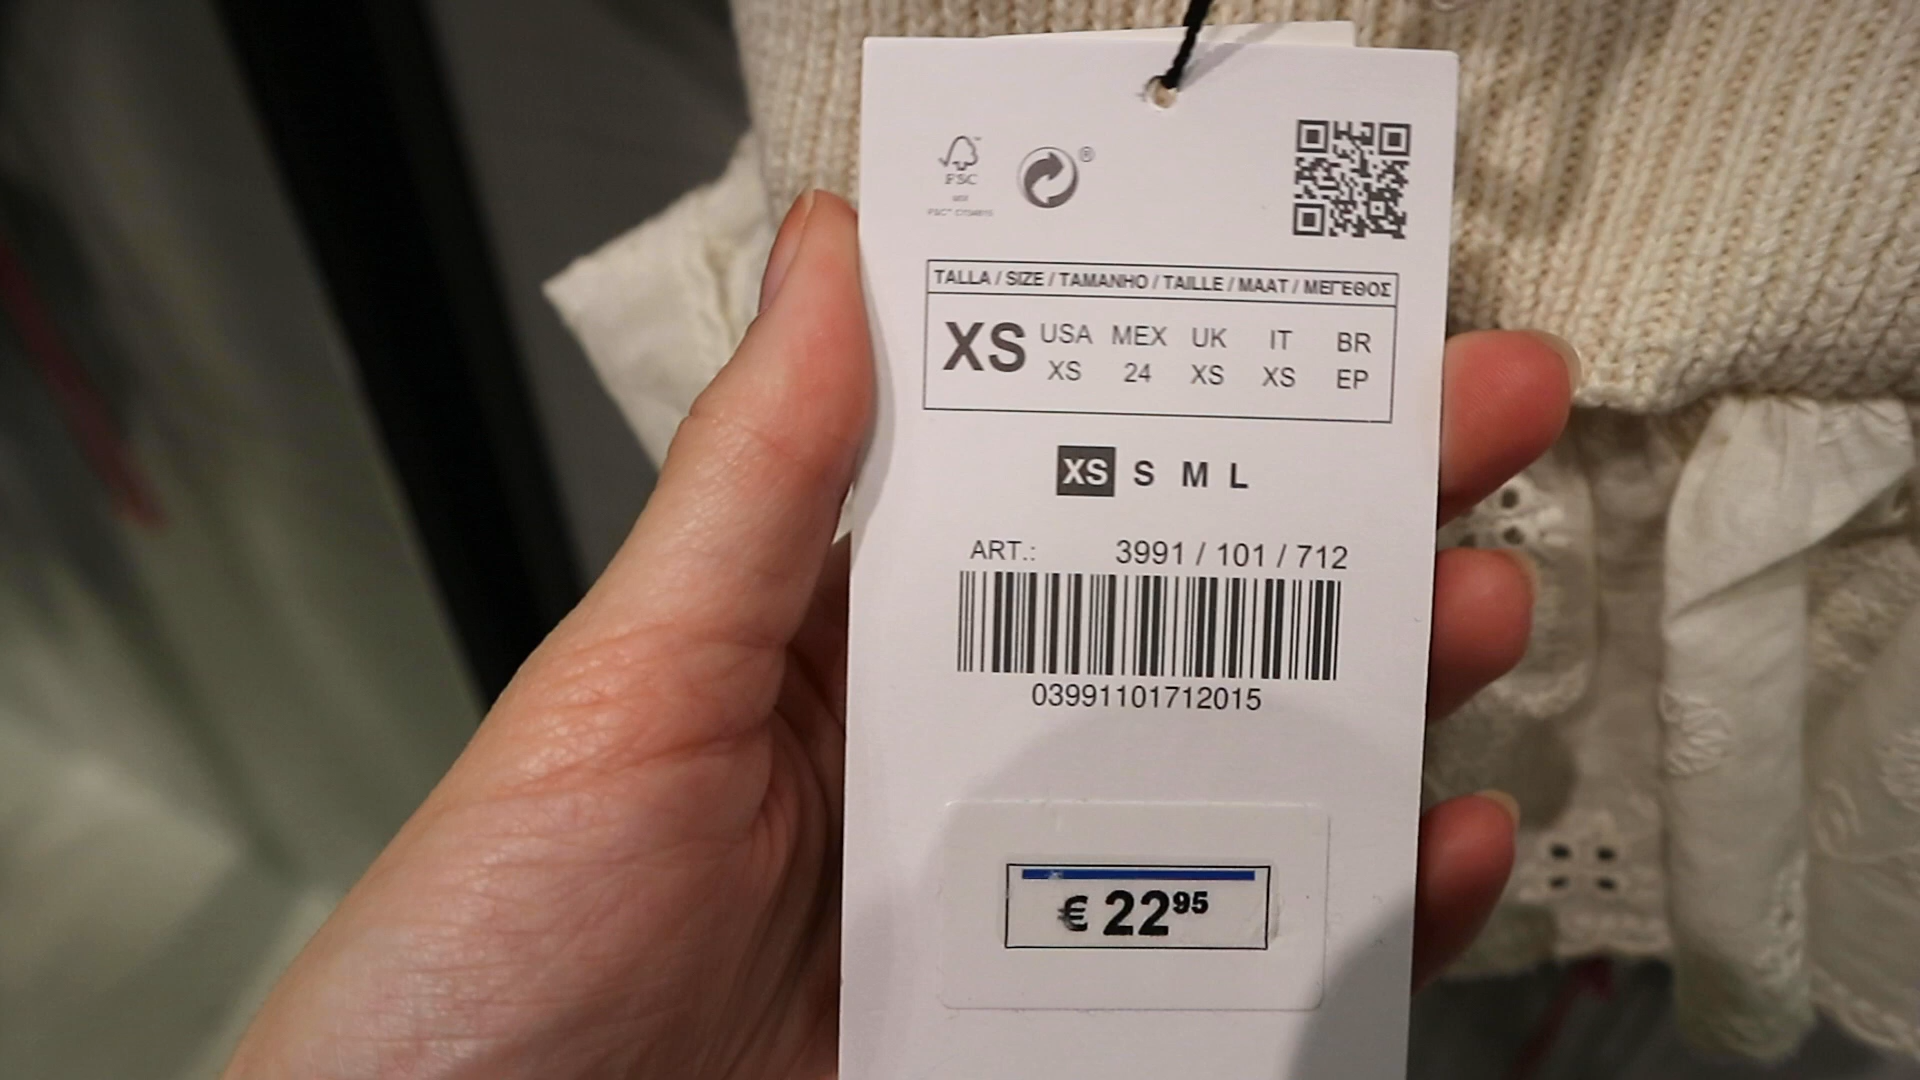 FSC
®
TALLA / SIZE / TAMANHO / TAILLE / MAAT / ΜΕΓΕΘΟΣ
XS USA MEX UK IT BR
XS 24 XS XS EP
XS S M L
ART.: 3991 / 101 / 712
03991101712015
€ 22⁹⁵